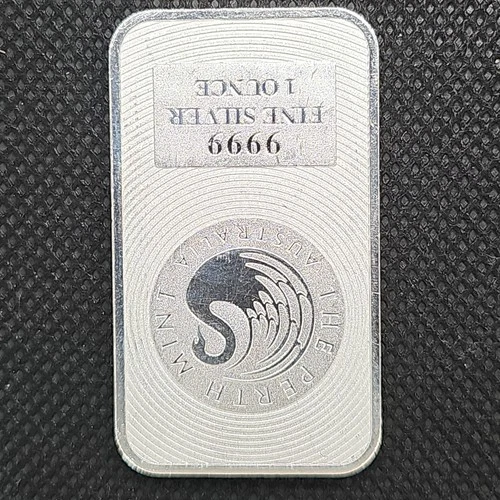 THE PERTH MINT AUSTRALIA
9999
FINE SILVER
1 OUNCE